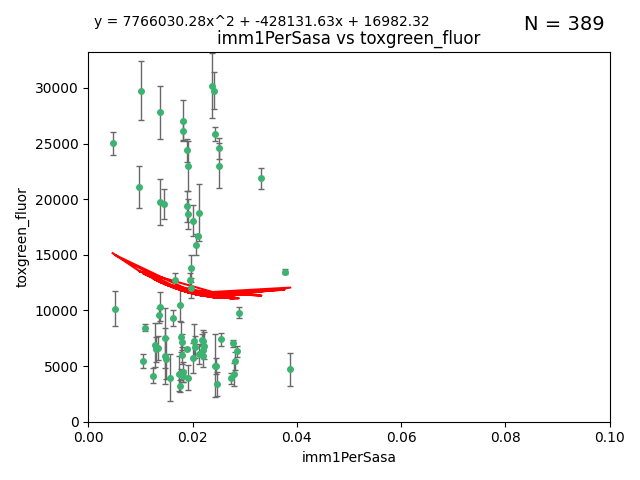 y = 7766030.28x^2 + -428131.63x + 16982.32
N = 389
imm1PerSasa vs toxgreen_fluor
30000
25000
20000
15000
10000
5000
0
toxgreen_fluor
0.00 0.02 0.04 0.06 0.08 0.10
imm1PerSasa